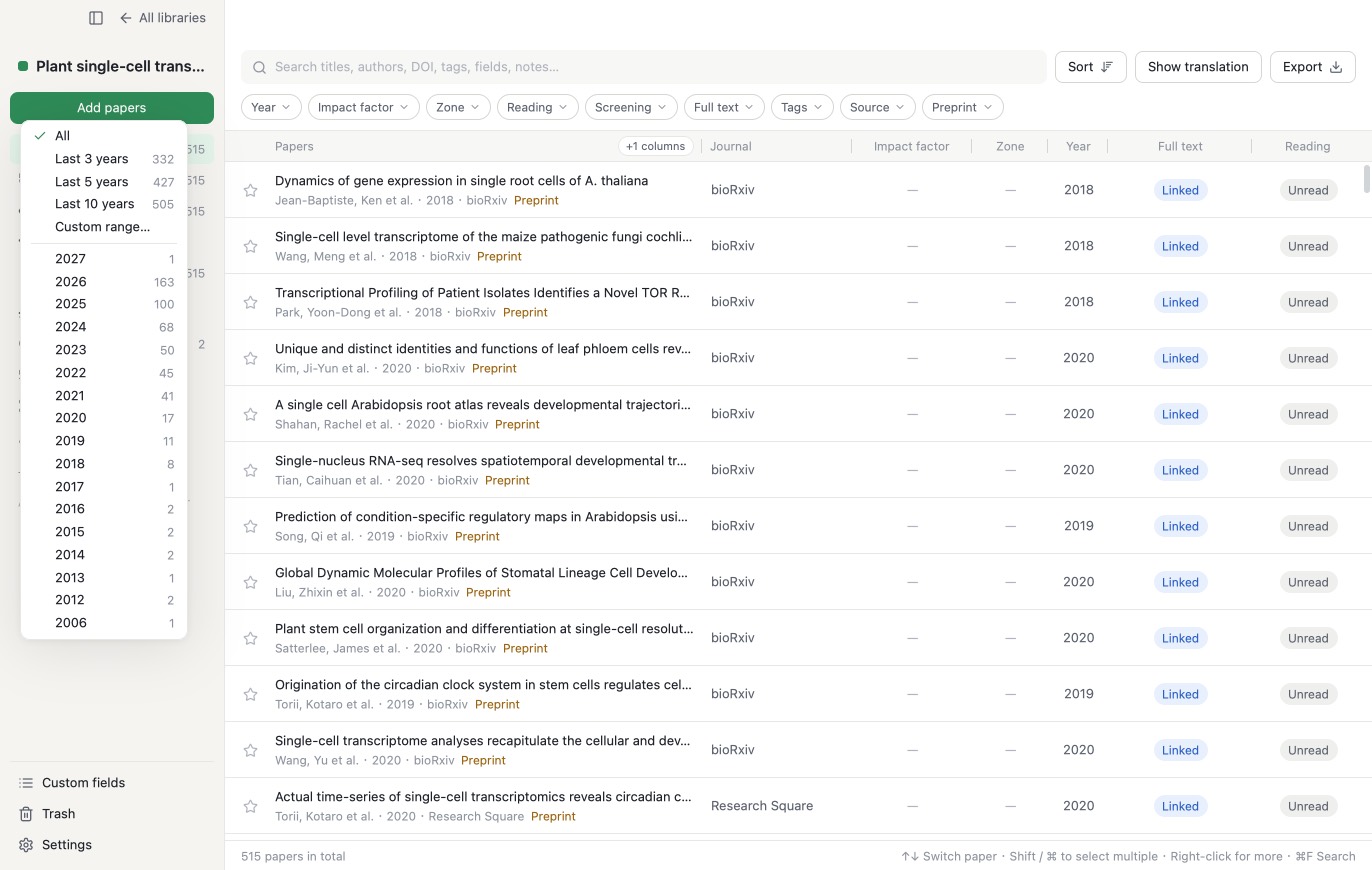 All libraries
Plant single-cell trans...
Add papers
All
Last 3 years 332
Last 5 years 427
Last 10 years 505
Custom range...
2027 1
2026 163
2025 100
2024 68
2023 50
2022 45
2021 41
2020 17
2019 11
2018 8
2017 1
2016 2
2015 2
2014 2
2013 1
2012 2
2006 1
515
515
515
515
2
Custom fields
Trash
Settings
Search titles, authors, DOI, tags, fields, notes...
Sort
Show translation
Export
Year Impact factor Zone Reading Screening Full text Tags Source Preprint
Papers +1 columns Journal Impact factor Zone Year Full text Reading
Dynamics of gene expression in single root cells of A. thaliana
Jean-Baptiste, Ken et al. · 2018 · bioRxiv Preprint
bioRxiv — — 2018 Linked Unread
Single-cell level transcriptome of the maize pathogenic fungi cochli...
Wang, Meng et al. · 2018 · bioRxiv Preprint
bioRxiv — — 2018 Linked Unread
Transcriptional Profiling of Patient Isolates Identifies a Novel TOR R...
Park, Yoon-Dong et al. · 2018 · bioRxiv Preprint
bioRxiv — — 2018 Linked Unread
Unique and distinct identities and functions of leaf phloem cells rev...
Kim, Ji-Yun et al. · 2020 · bioRxiv Preprint
bioRxiv — — 2020 Linked Unread
A single cell Arabidopsis root atlas reveals developmental trajectori...
Shahan, Rachel et al. · 2020 · bioRxiv Preprint
bioRxiv — — 2020 Linked Unread
Single-nucleus RNA-seq resolves spatiotemporal developmental tr...
Tian, Caihuan et al. · 2020 · bioRxiv Preprint
bioRxiv — — 2020 Linked Unread
Prediction of condition-specific regulatory maps in Arabidopsis usi...
Song, Qi et al. · 2019 · bioRxiv Preprint
bioRxiv — — 2019 Linked Unread
Global Dynamic Molecular Profiles of Stomatal Lineage Cell Develo...
Liu, Zhixin et al. · 2020 · bioRxiv Preprint
bioRxiv — — 2020 Linked Unread
Plant stem cell organization and differentiation at single-cell resolut...
Satterlee, James et al. · 2020 · bioRxiv Preprint
bioRxiv — — 2020 Linked Unread
Origination of the circadian clock system in stem cells regulates cel...
Torii, Kotaro et al. · 2019 · bioRxiv Preprint
bioRxiv — — 2019 Linked Unread
Single-cell transcriptome analyses recapitulate the cellular and dev...
Wang, Yu et al. · 2020 · bioRxiv Preprint
bioRxiv — — 2020 Linked Unread
Actual time-series of single-cell transcriptomics reveals circadian c...
Torii, Kotaro et al. · 2020 · Research Square Preprint
Research Square — — 2020 Linked Unread
515 papers in total
↑↓ Switch paper · Shift / ⌘ to select multiple · Right-click for more · ⌘F Search